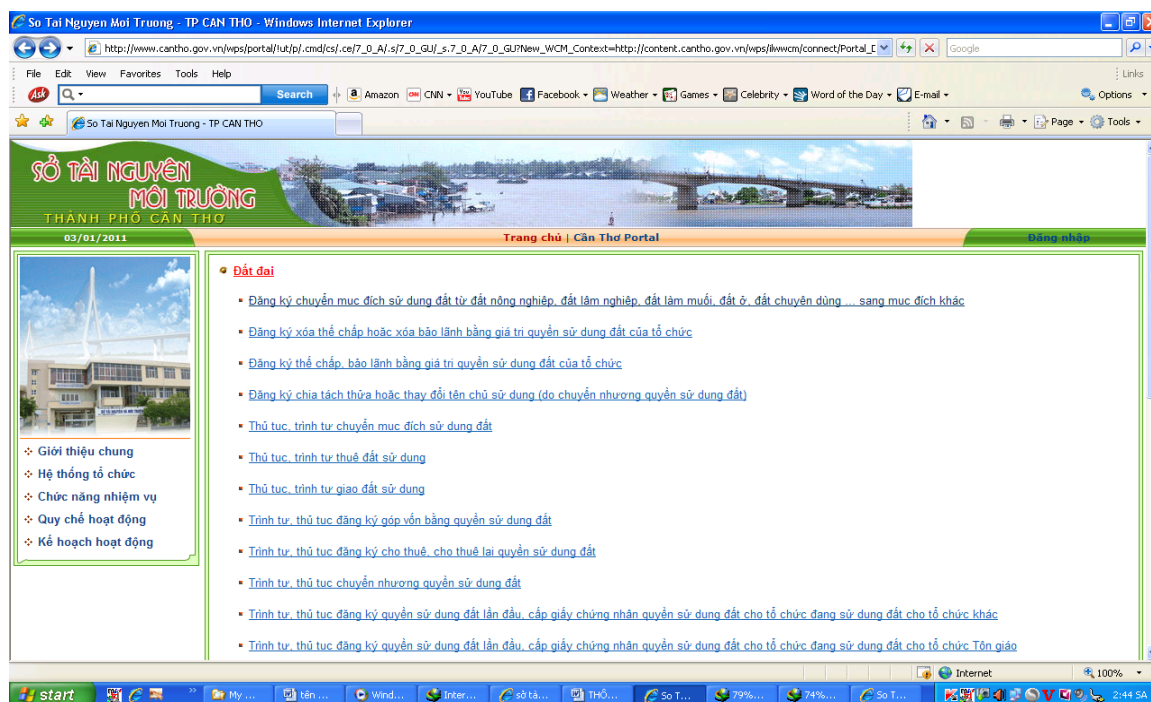 So Tai Nguyen Moi Truong - TP CAN THO - Windows Internet Explorer
http://www.cantho.gov.vn/wps/portal/!ut/p/.cmd/cs/.ce/7_0_A/.s/7_0_GU/_s.7_0_A/7_0_GU?New_WCM_Context=http://content.cantho.gov.vn/wps/ilwwcm/connect/Portal_D
Google
File Edit View Favorites Tools Help
Links
Ask Search Amazon CNN YouTube Facebook Weather Games Celebrity Word of the Day E-mail Options
So Tai Nguyen Moi Truong - TP CAN THO
Page Tools
SỞ TÀI NGUYÊN
MÔI TRƯỜNG
THÀNH PHỐ CẦN THƠ
03/01/2011 Trang chủ | Cần Thơ Portal Đăng nhập
Đất đai
Đăng ký chuyển mục đích sử dụng đất từ đất nông nghiệp, đất lâm nghiệp, đất làm muối, đất ở, đất chuyên dùng ... sang mục đích khác
Đăng ký xóa thế chấp hoặc xóa bảo lãnh bằng giá trị quyền sử dụng đất của tổ chức
Đăng ký thế chấp, bảo lãnh bằng giá trị quyền sử dụng đất của tổ chức
Đăng ký chia tách thửa hoặc thay đổi tên chủ sử dụng (do chuyển nhượng quyền sử dụng đất)
Thủ tục, trình tự chuyển mục đích sử dụng đất
Thủ tục, trình tự thuê đất sử dụng
Thủ tục, trình tự giao đất sử dụng
Trình tự, thủ tục đăng ký góp vốn bằng quyền sử dụng đất
Trình tự, thủ tục đăng ký cho thuê, cho thuê lại quyền sử dụng đất
Trình tự, thủ tục chuyển nhượng quyền sử dụng đất
Trình tự, thủ tục đăng ký quyền sử dụng đất lần đầu, cấp giấy chứng nhận quyền sử dụng đất cho tổ chức đang sử dụng đất cho tổ chức khác
Trình tự, thủ tục đăng ký quyền sử dụng đất lần đầu, cấp giấy chứng nhận quyền sử dụng đất cho tổ chức đang sử dụng đất cho tổ chức Tôn giáo
Giới thiệu chung
Hệ thống tổ chức
Chức năng nhiệm vụ
Quy chế hoạt động
Kế hoạch hoạt động
Internet 100%
start My ... tên ... Wind... Inter... sở tà... THÔ... So T... 79%... 74%... So T... 2:44 SA